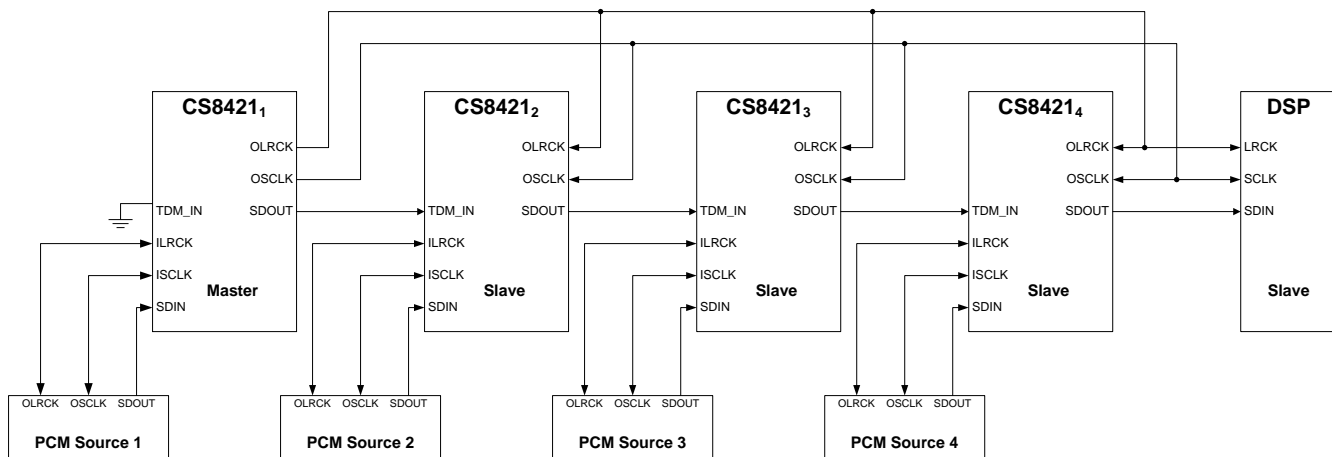 CS8421₁
OLRCK
OSCLK
TDM_IN
SDOUT
ILRCK
ISCLK
Master
SDIN
CS8421₂
OLRCK
OSCLK
TDM_IN
SDOUT
ILRCK
ISCLK
Slave
SDIN
CS8421₃
OLRCK
OSCLK
TDM_IN
SDOUT
ILRCK
ISCLK
Slave
SDIN
CS8421₄
OLRCK
OSCLK
TDM_IN
SDOUT
ILRCK
ISCLK
Slave
SDIN
DSP
LRCK
SCLK
SDIN
Slave
OLRCK OSCLK SDOUT
PCM Source 1
OLRCK OSCLK SDOUT
PCM Source 2
OLRCK OSCLK SDOUT
PCM Source 3
OLRCK OSCLK SDOUT
PCM Source 4